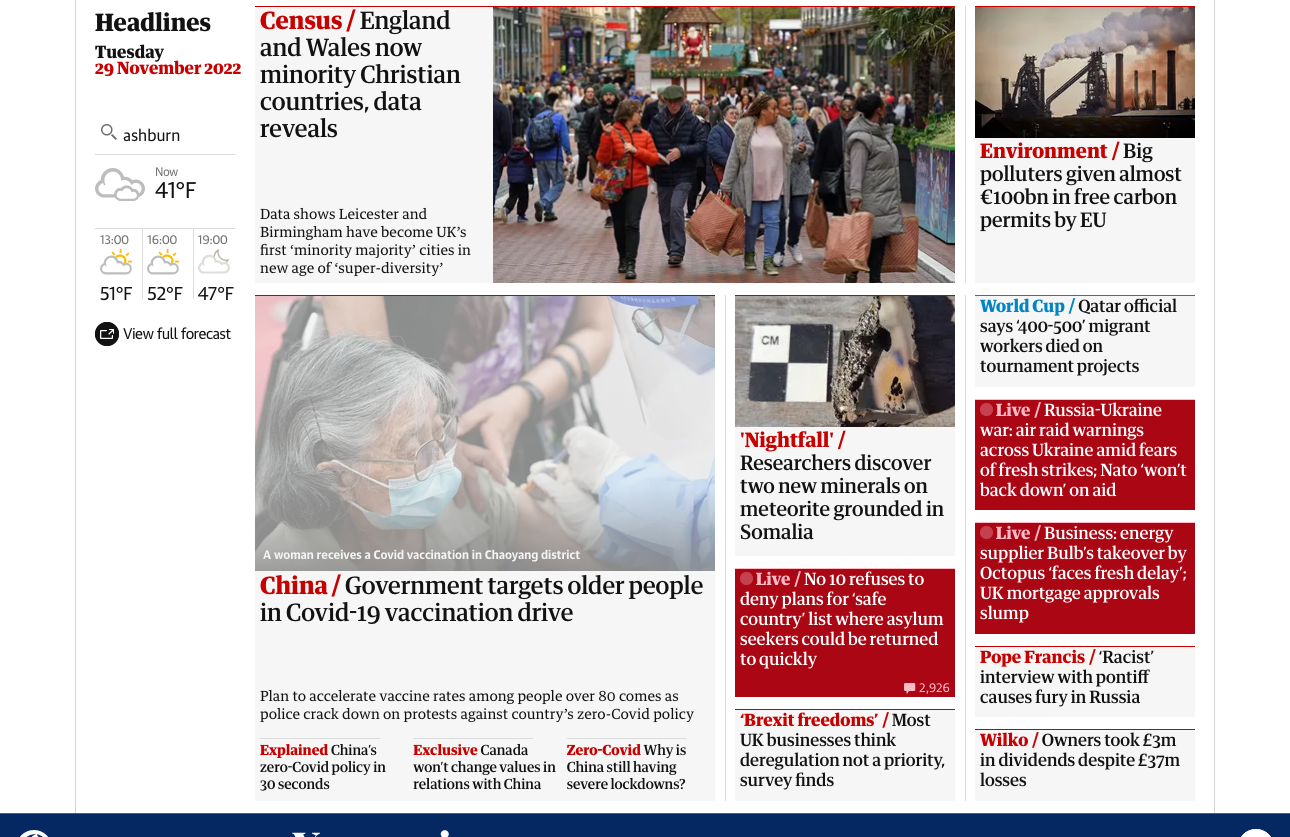 Headlines
Tuesday
29 November 2022
ashburn
Now
41°F
13:00
16:00
19:00
51°F
52°F
47°F
View full forecast
Census / England
and Wales now
minority Christian
countries, data
reveals
Data shows Leicester and
Birmingham have become UK’s
first ‘minority majority’ cities in
new age of ‘super-diversity’
Environment / Big
polluters given almost
€100bn in free carbon
permits by EU
A woman receives a Covid vaccination in Chaoyang district
China / Government targets older people
in Covid-19 vaccination drive
Plan to accelerate vaccine rates among people over 80 comes as
police crack down on protests against country’s zero-Covid policy
Explained China’s
zero-Covid policy in
30 seconds
Exclusive Canada
won’t change values in
relations with China
Zero-Covid Why is
China still having
severe lockdowns?
CM
'Nightfall' /
Researchers discover
two new minerals on
meteorite grounded in
Somalia
Live / No 10 refuses to
deny plans for ‘safe
country’ list where asylum
seekers could be returned
to quickly
2,926
‘Brexit freedoms’ / Most
UK businesses think
deregulation not a priority,
survey finds
World Cup / Qatar official
says ‘400-500’ migrant
workers died on
tournament projects
Live / Russia-Ukraine
war: air raid warnings
across Ukraine amid fears
of fresh strikes; Nato ‘won’t
back down’ on aid
Live / Business: energy
supplier Bulb’s takeover by
Octopus ‘faces fresh delay’;
UK mortgage approvals
slump
Pope Francis / ‘Racist’
interview with pontiff
causes fury in Russia
Wilko / Owners took £3m
in dividends despite £37m
losses